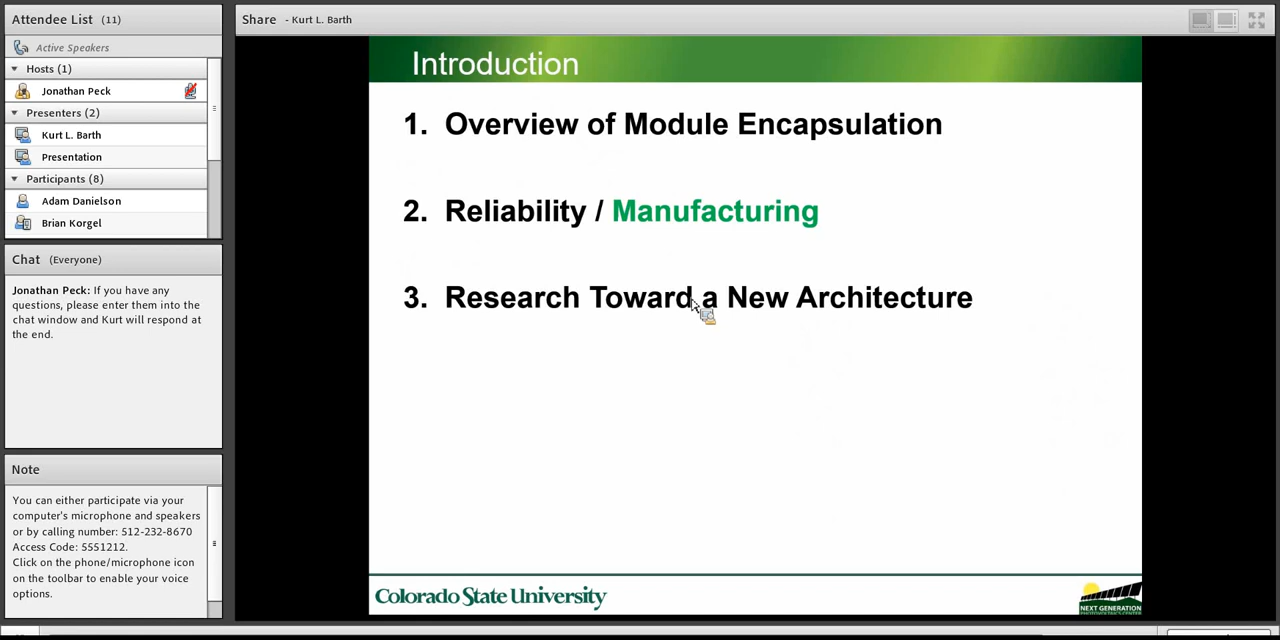 Attendee List (11)
Active Speakers
Hosts (1)
Jonathan Peck
Presenters (2)
Kurt L. Barth
Presentation
Participants (8)
Adam Danielson
Brian Korgel
Chat (Everyone)
Jonathan Peck: If you have any
questions, please enter them into the
chat window and Kurt will respond at
the end.
Note
You can either participate via your
computer's microphone and speakers
or by calling number: 512-232-8670
Access Code: 5551212.
Click on the phone/microphone icon
on the toolbar to enable your voice
options.
Share - Kurt L. Barth
Introduction
1. Overview of Module Encapsulation
2. Reliability / Manufacturing
3. Research Toward a New Architecture
Colorado State University
NEXT GENERATION
PHOTOVOLTAICS CENTER